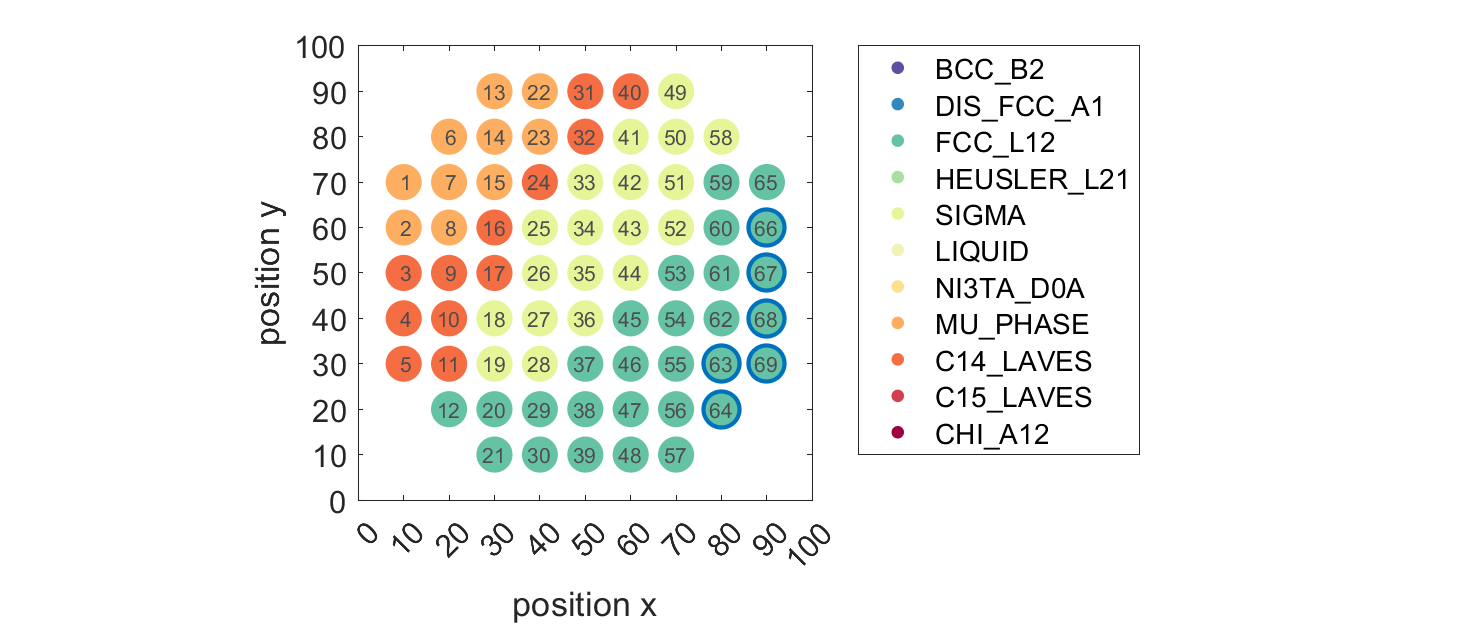 100
90
80
70
60
50
40
30
20
10
0
13 22 31 40 49
6 14 23 32 41 50 58
1 7 15 24 33 42 51 59 65
2 8 16 25 34 43 52 60 66
3 9 17 26 35 44 53 61 67
4 10 18 27 36 45 54 62 68
5 11 19 28 37 46 55 63 69
12 20 29 38 47 56 64
21 30 39 48 57
0 10 20 30 40 50 60 70 80 90 100
position x
position y
BCC_B2
DIS_FCC_A1
FCC_L12
HEUSLER_L21
SIGMA
LIQUID
NI3TA_D0A
MU_PHASE
C14_LAVES
C15_LAVES
CHI_A12